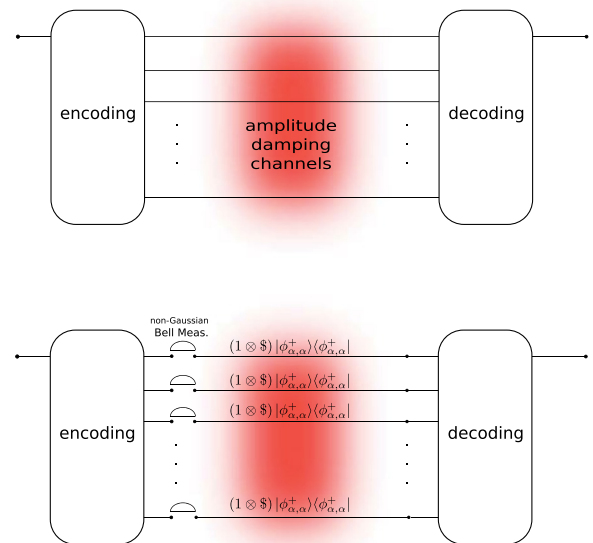 encoding
decoding
amplitude
damping
channels
non-Gaussian
Bell Meas.
(1 ⊗ $) |ϕ⁺α,α⟩⟨ϕ⁺α,α|
(1 ⊗ $) |ϕ⁺α,α⟩⟨ϕ⁺α,α|
(1 ⊗ $) |ϕ⁺α,α⟩⟨ϕ⁺α,α|
encoding
decoding
(1 ⊗ $) |ϕ⁺α,α⟩⟨ϕ⁺α,α|